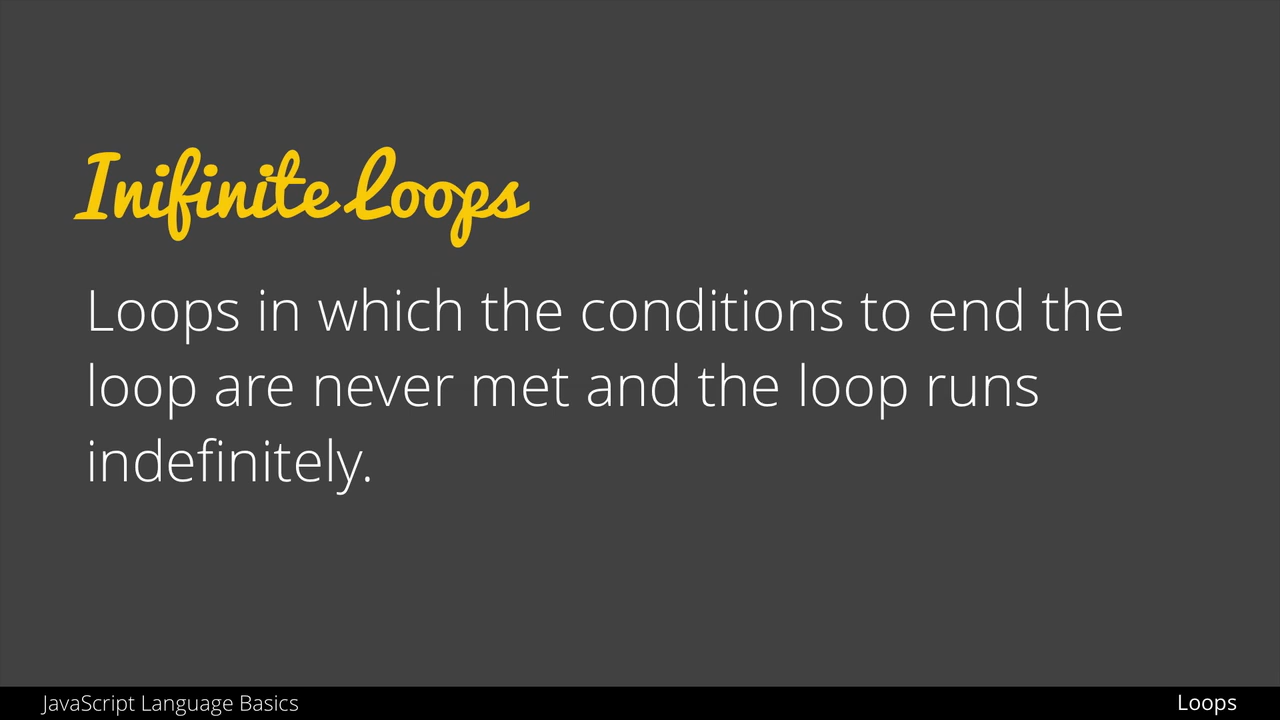 Inifinite Loops
Loops in which the conditions to end the
loop are never met and the loop runs
indefinitely.
JavaScript Language Basics
Loops